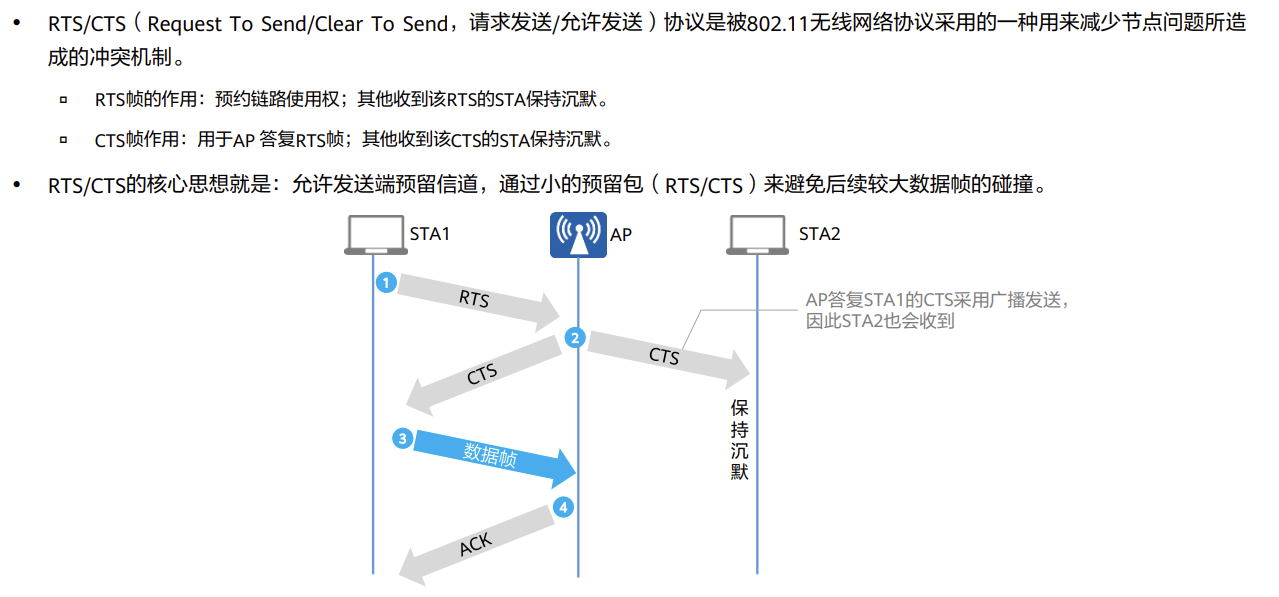 • RTS/CTS（Request To Send/Clear To Send，请求发送/允许发送）协议是被802.11无线网络协议采用的一种用来减少节点问题所造
成的冲突机制。
▫ RTS帧的作用：预约链路使用权；其他收到该RTS的STA保持沉默。
▫ CTS帧作用：用于AP 答复RTS帧；其他收到该CTS的STA保持沉默。
• RTS/CTS的核心思想就是：允许发送端预留信道，通过小的预留包（RTS/CTS）来避免后续较大数据帧的碰撞。
STA1
AP
STA2
1
RTS
AP答复STA1的CTS采用广播发送，
因此STA2也会收到
2
CTS
CTS
保持沉默
3
数据帧
4
ACK